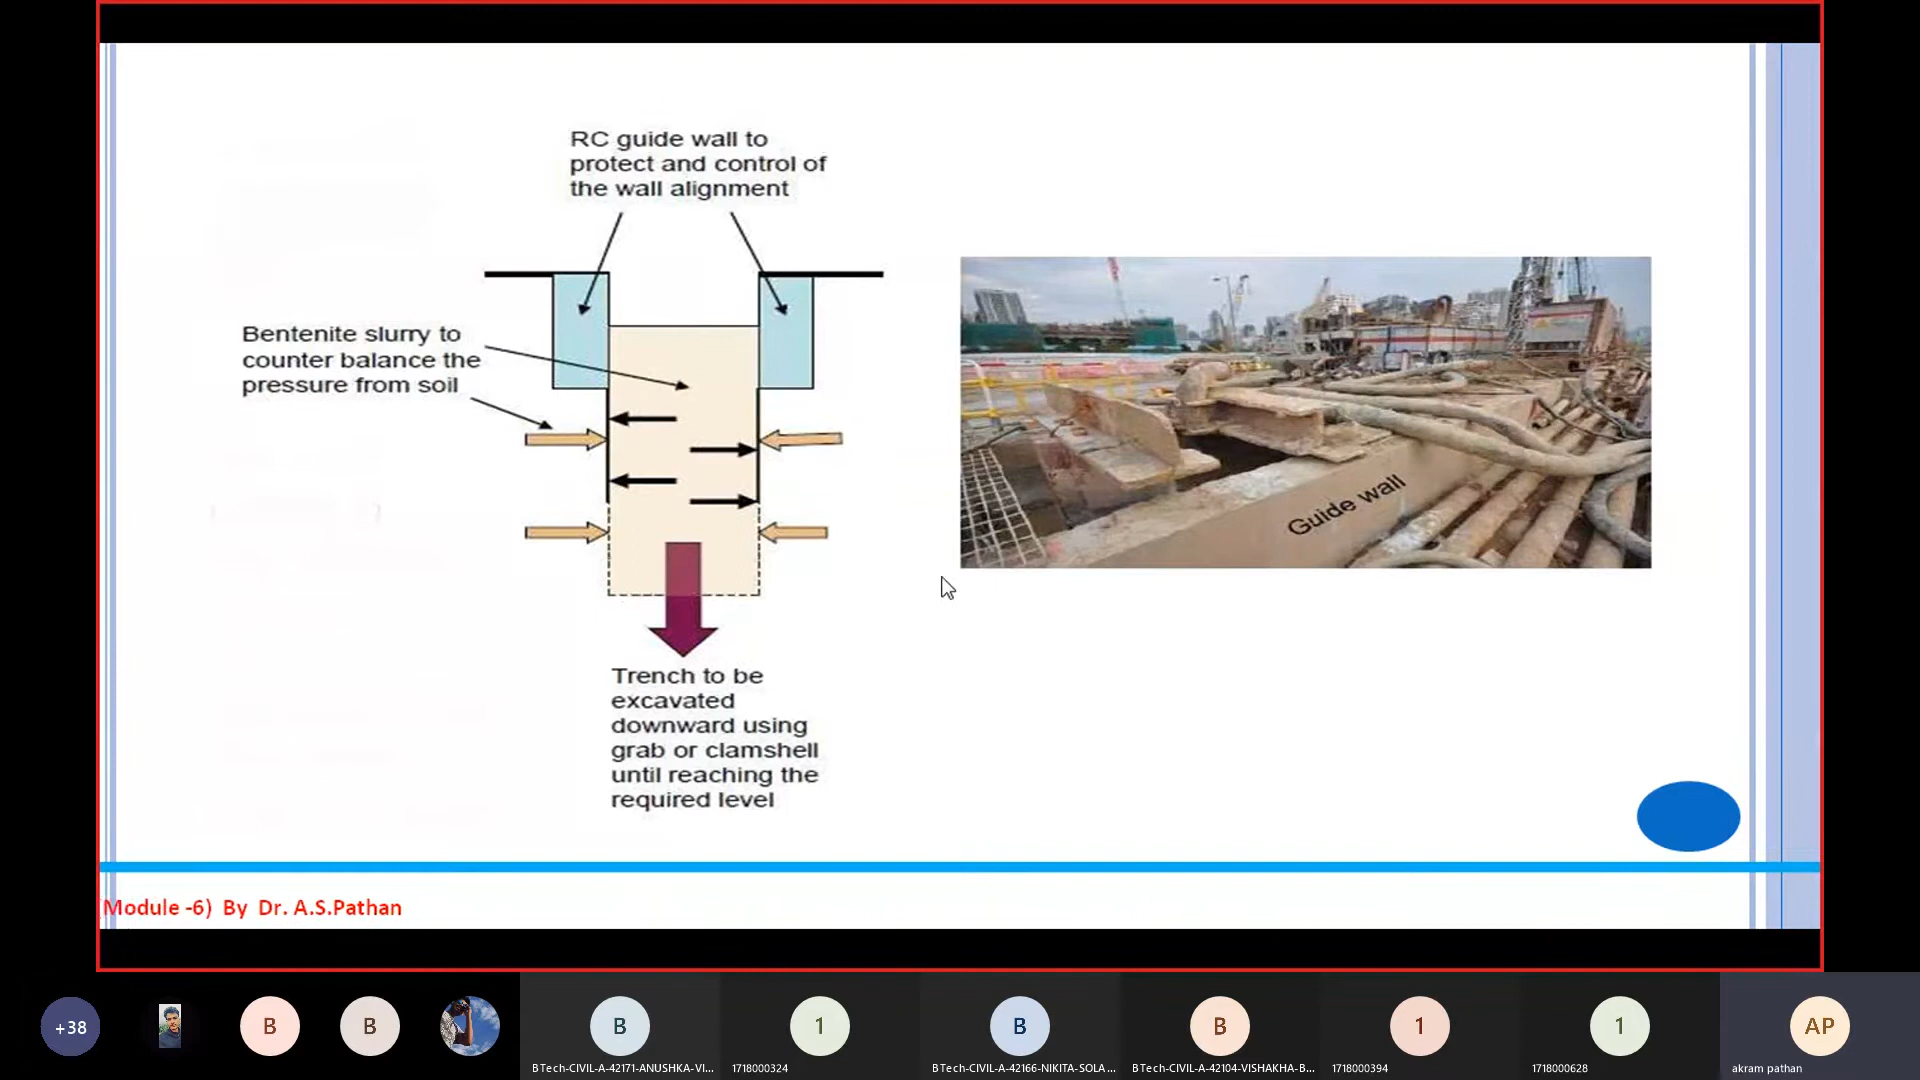 RC guide wall to
protect and control of
the wall alignment
Bentenite slurry to
counter balance the
pressure from soil
Guide wall
Trench to be
excavated
downward using
grab or clamshell
until reaching the
required level
(Module -6) By Dr. A.S.Pathan
+38
B
B
B
1
B
B
1
1
AP
BTech-CIVIL-A-42171-ANUSHKA-VI...
1718000324
BTech-CIVIL-A-42166-NIKITA-SOLA...
BTech-CIVIL-A-42104-VISHAKHA-B...
1718000394
1718000628
akram pathan